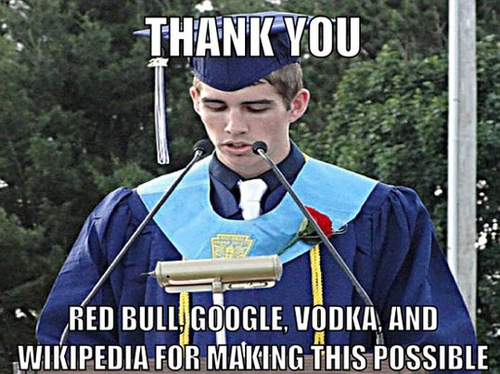 THANK YOU
RED BULL, GOOGLE, VODKA, AND
WIKIPEDIA FOR MAKING THIS POSSIBLE